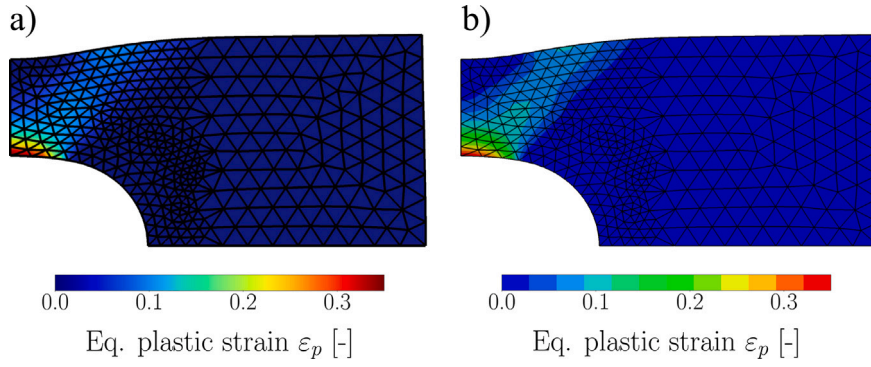 a)
b)
0.0 0.1 0.2 0.3
Eq. plastic strain εp [-]
0.0 0.1 0.2 0.3
Eq. plastic strain εp [-]